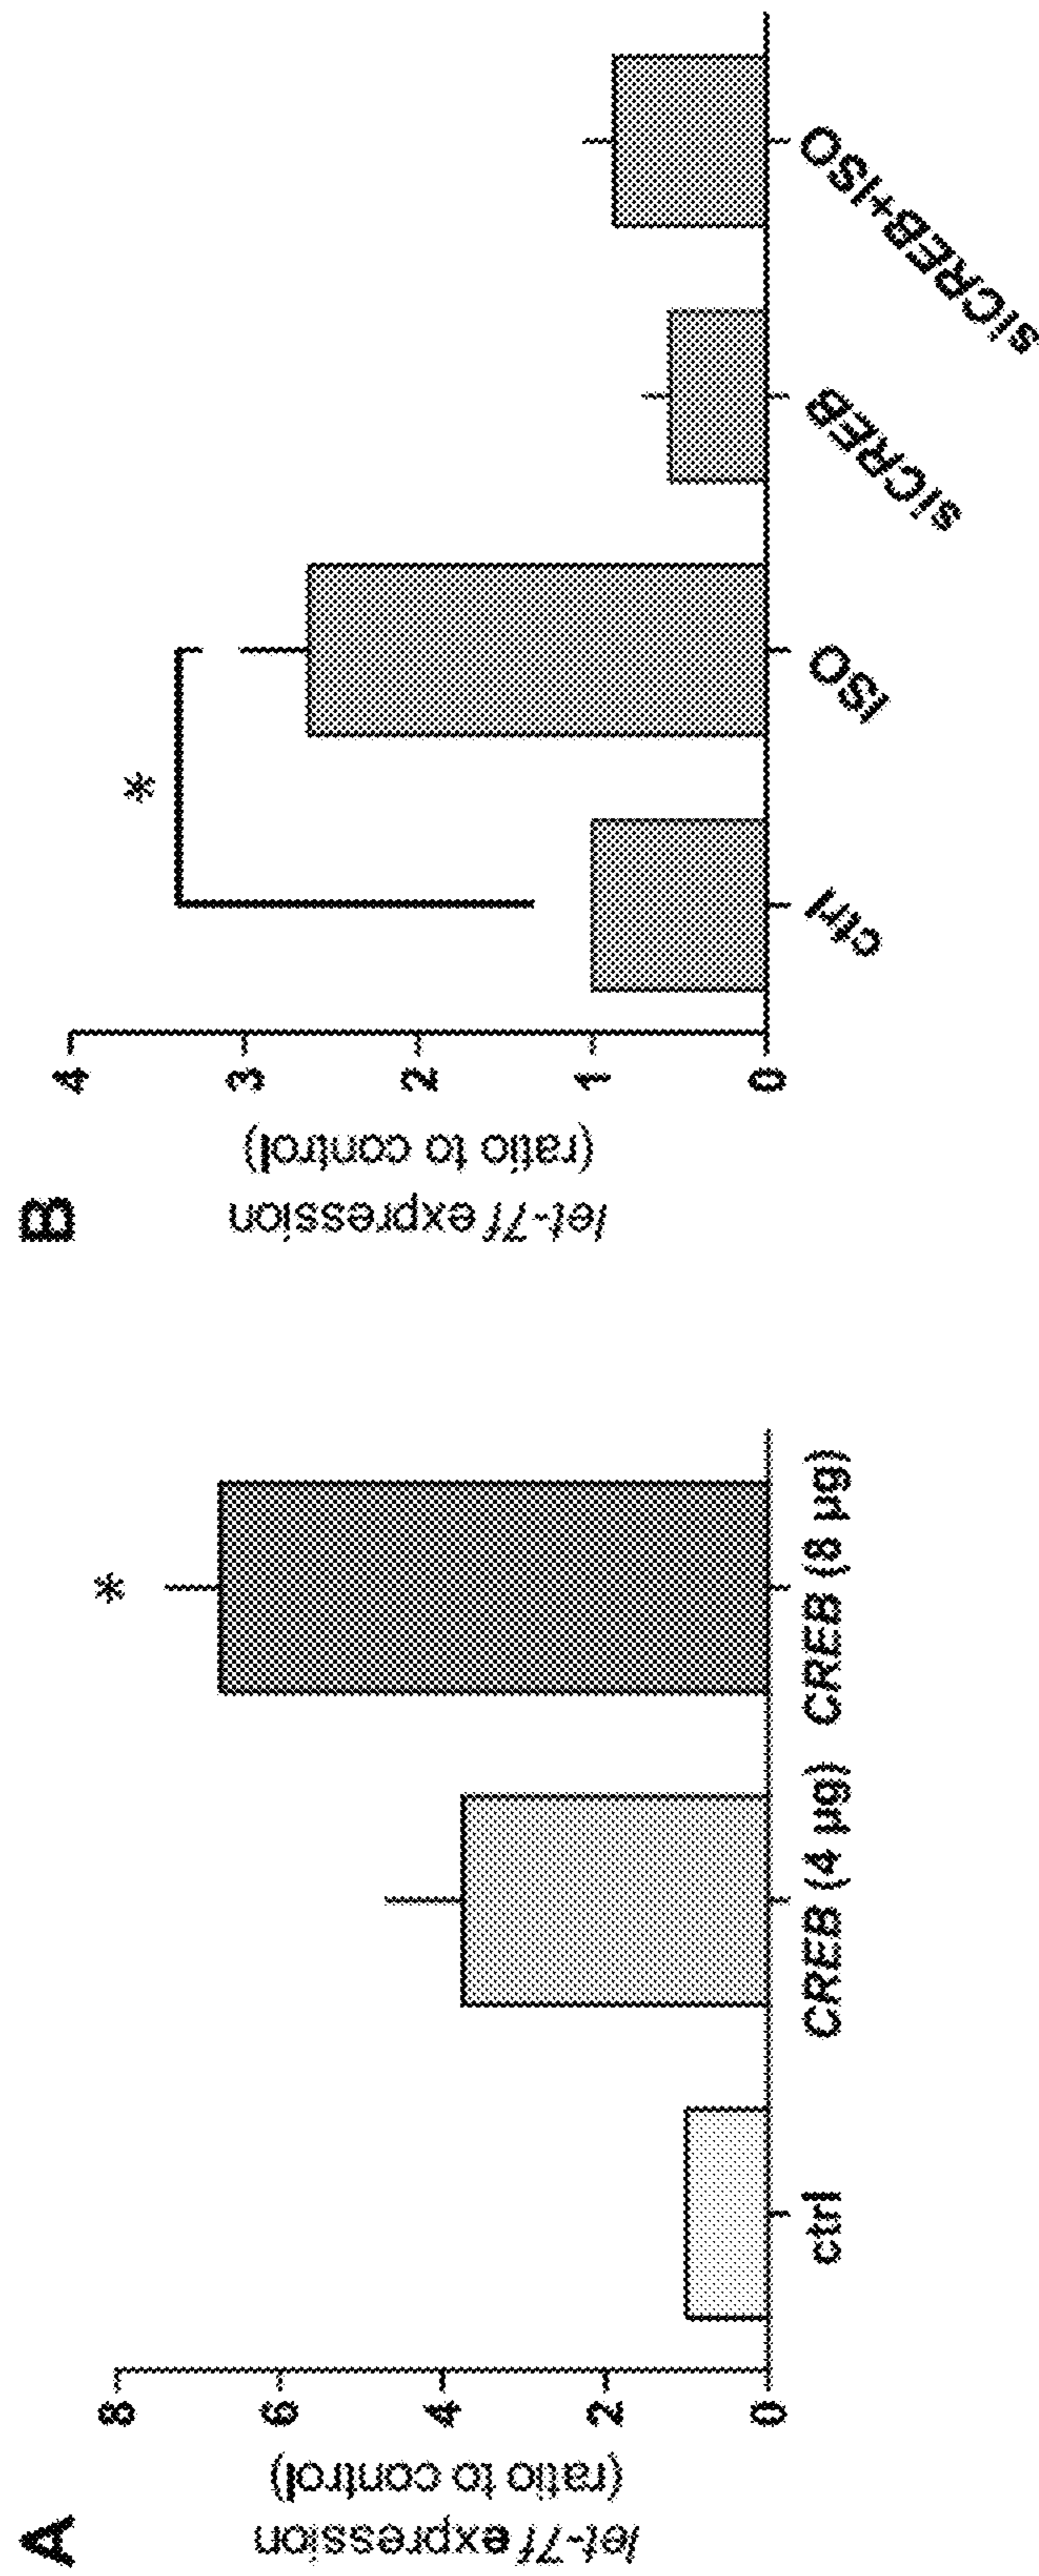 A
let-7f expression
(ratio to control)
8
6
4
2
0
*
ctrl
CREB (4 µg)
CREB (8 µg)
B
let-7f expression
(ratio to control)
4
3
2
1
0
*
ctrl
ISO
siCREB
siCREB+ISO